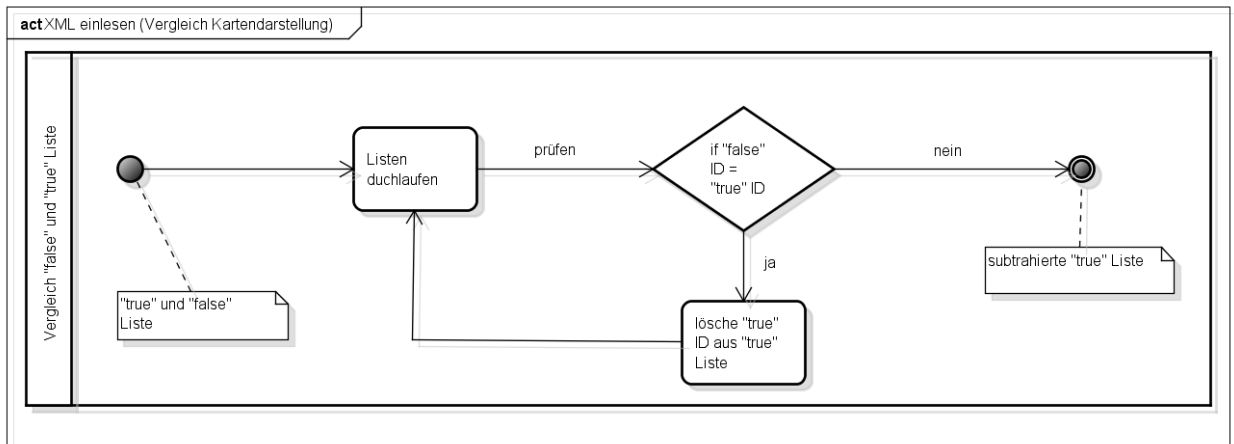 act XML einlesen (Vergleich Kartendarstellung)
Vergleich "false" und "true" Liste
Listen
duchlaufen
prüfen
if "false"
ID =
"true" ID
nein
ja
subtrahierte "true" Liste
"true" und "false"
Liste
lösche "true"
ID aus "true"
Liste